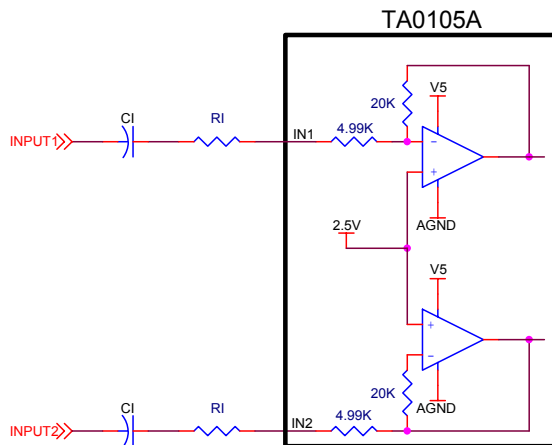 TA0105A
V5
CI
RI
20K
INPUT1
IN1
4.99K
-
+
AGND
2.5V
V5
+
-
20K
AGND
CI
RI
INPUT2
IN2
4.99K